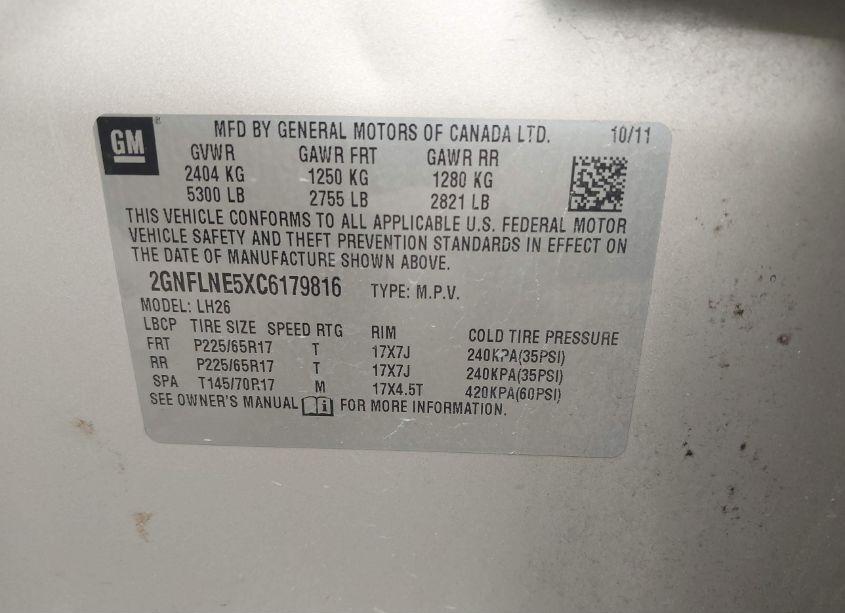 GM ®
MFD BY GENERAL MOTORS OF CANADA LTD. 10/11
GVWR GAWR FRT GAWR RR
2404 KG 1250 KG 1280 KG
5300 LB 2755 LB 2821 LB
THIS VEHICLE CONFORMS TO ALL APPLICABLE U.S. FEDERAL MOTOR
VEHICLE SAFETY AND THEFT PREVENTION STANDARDS IN EFFECT ON
THE DATE OF MANUFACTURE SHOWN ABOVE.
2GNFLNE5XC6179816 TYPE: M.P.V.
MODEL: LH26
LBCP TIRE SIZE SPEED RTG RIM COLD TIRE PRESSURE
FRT P225/65R17 T 17X7J 240KPA(35PSI)
RR P225/65R17 T 17X7J 240KPA(35PSI)
SPA T145/70R17 M 17X4.5T 420KPA(60PSI)
SEE OWNER'S MANUAL FOR MORE INFORMATION.